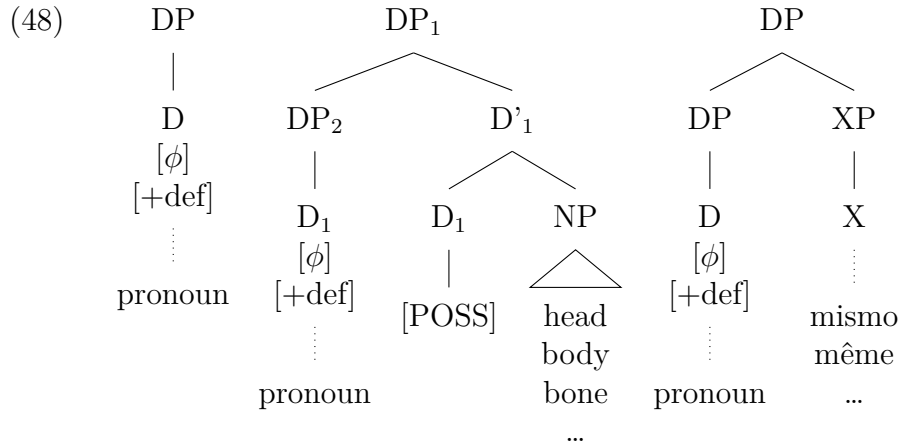 (48) DP DP₁ DP
D DP₂ D’₁ DP XP
[ϕ]
[+def]
D₁ D₁ NP D X
[ϕ] [ϕ]
pronoun [+def] [POSS] head [+def] mismo
body même
pronoun bone pronoun ...
...